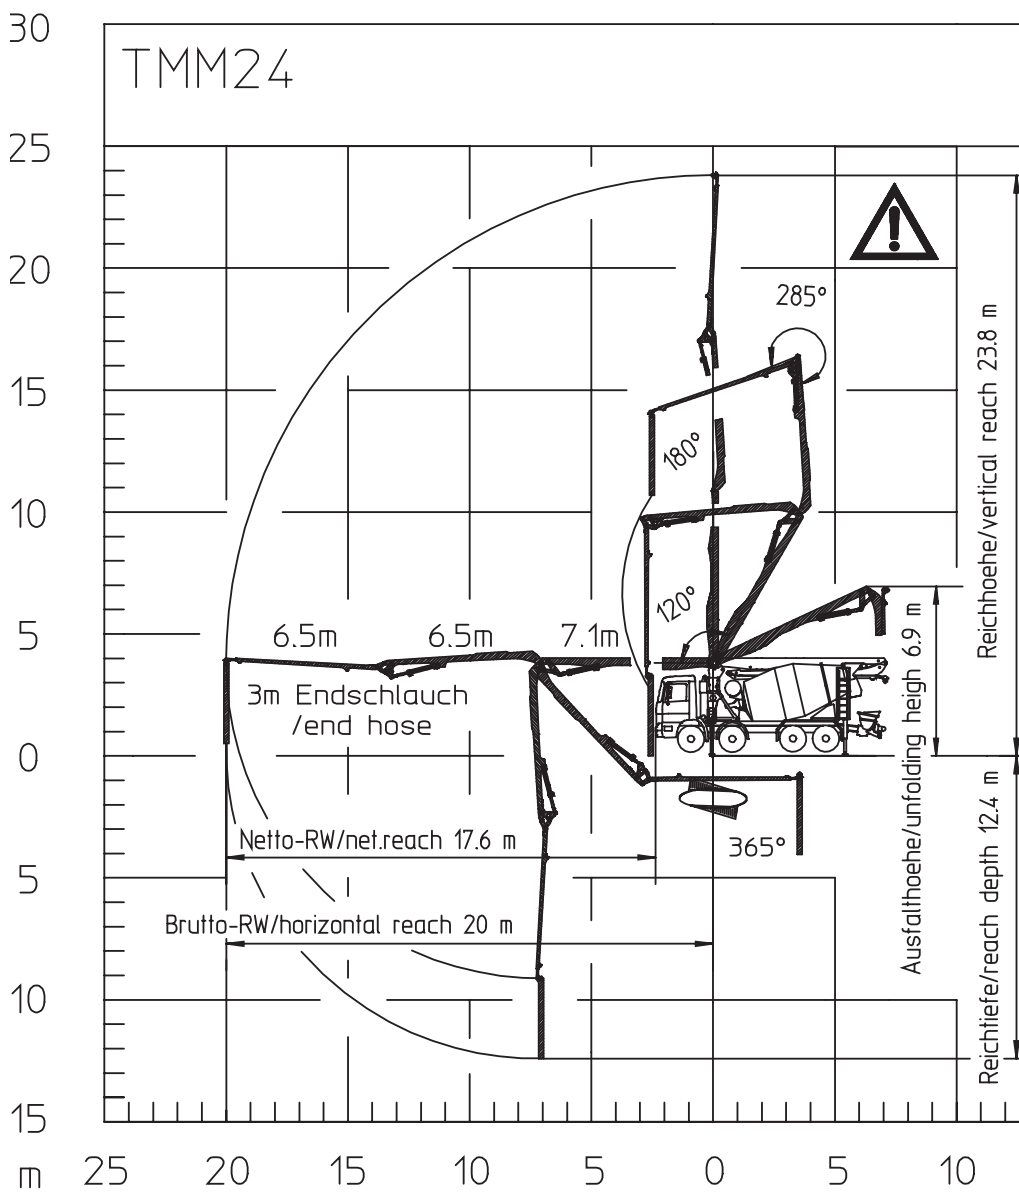 30
TMM24
25
20
15
10
5
0
5
10
15
m
25 20 15 10 5 0 5 10
285°
180°
120°
365°
6.5m 6.5m 7.1m
3m Endschlauch
/end hose
Netto-RW/net.reach 17.6 m
Brutto-RW/horizontal reach 20 m
Ausfalthoehe/unfolding heigh 6.9 m
Reichhoehe/vertical reach 23.8 m
Reichtiefe/reach depth 12.4 m